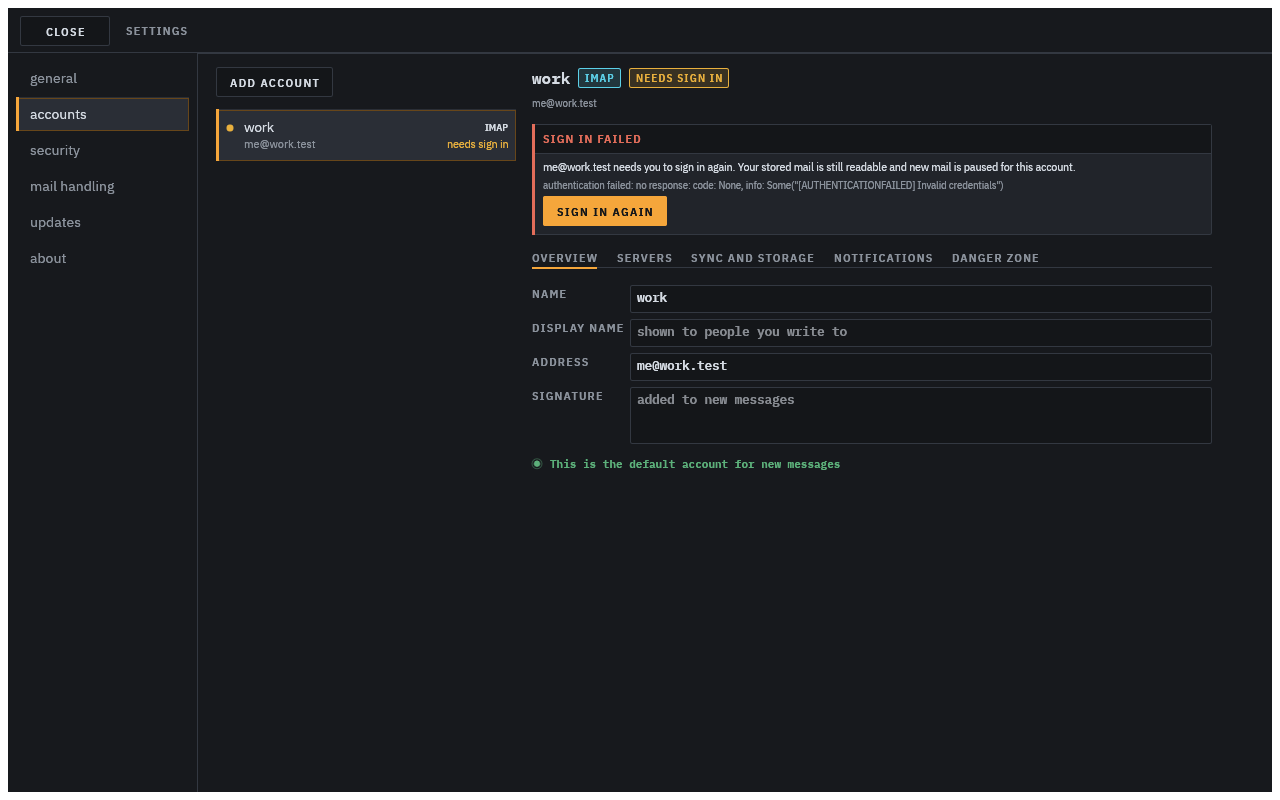 CLOSE
SETTINGS
general
accounts
security
mail handling
updates
about
ADD ACCOUNT
work
IMAP
me@work.test
needs sign in
work
IMAP
NEEDS SIGN IN
me@work.test
SIGN IN FAILED
me@work.test needs you to sign in again. Your stored mail is still readable and new mail is paused for this account.
authentication failed: no response: code: None, info: Some("[AUTHENTICATIONFAILED] Invalid credentials")
SIGN IN AGAIN
OVERVIEW
SERVERS
SYNC AND STORAGE
NOTIFICATIONS
DANGER ZONE
NAME
work
DISPLAY NAME
shown to people you write to
ADDRESS
me@work.test
SIGNATURE
added to new messages
This is the default account for new messages